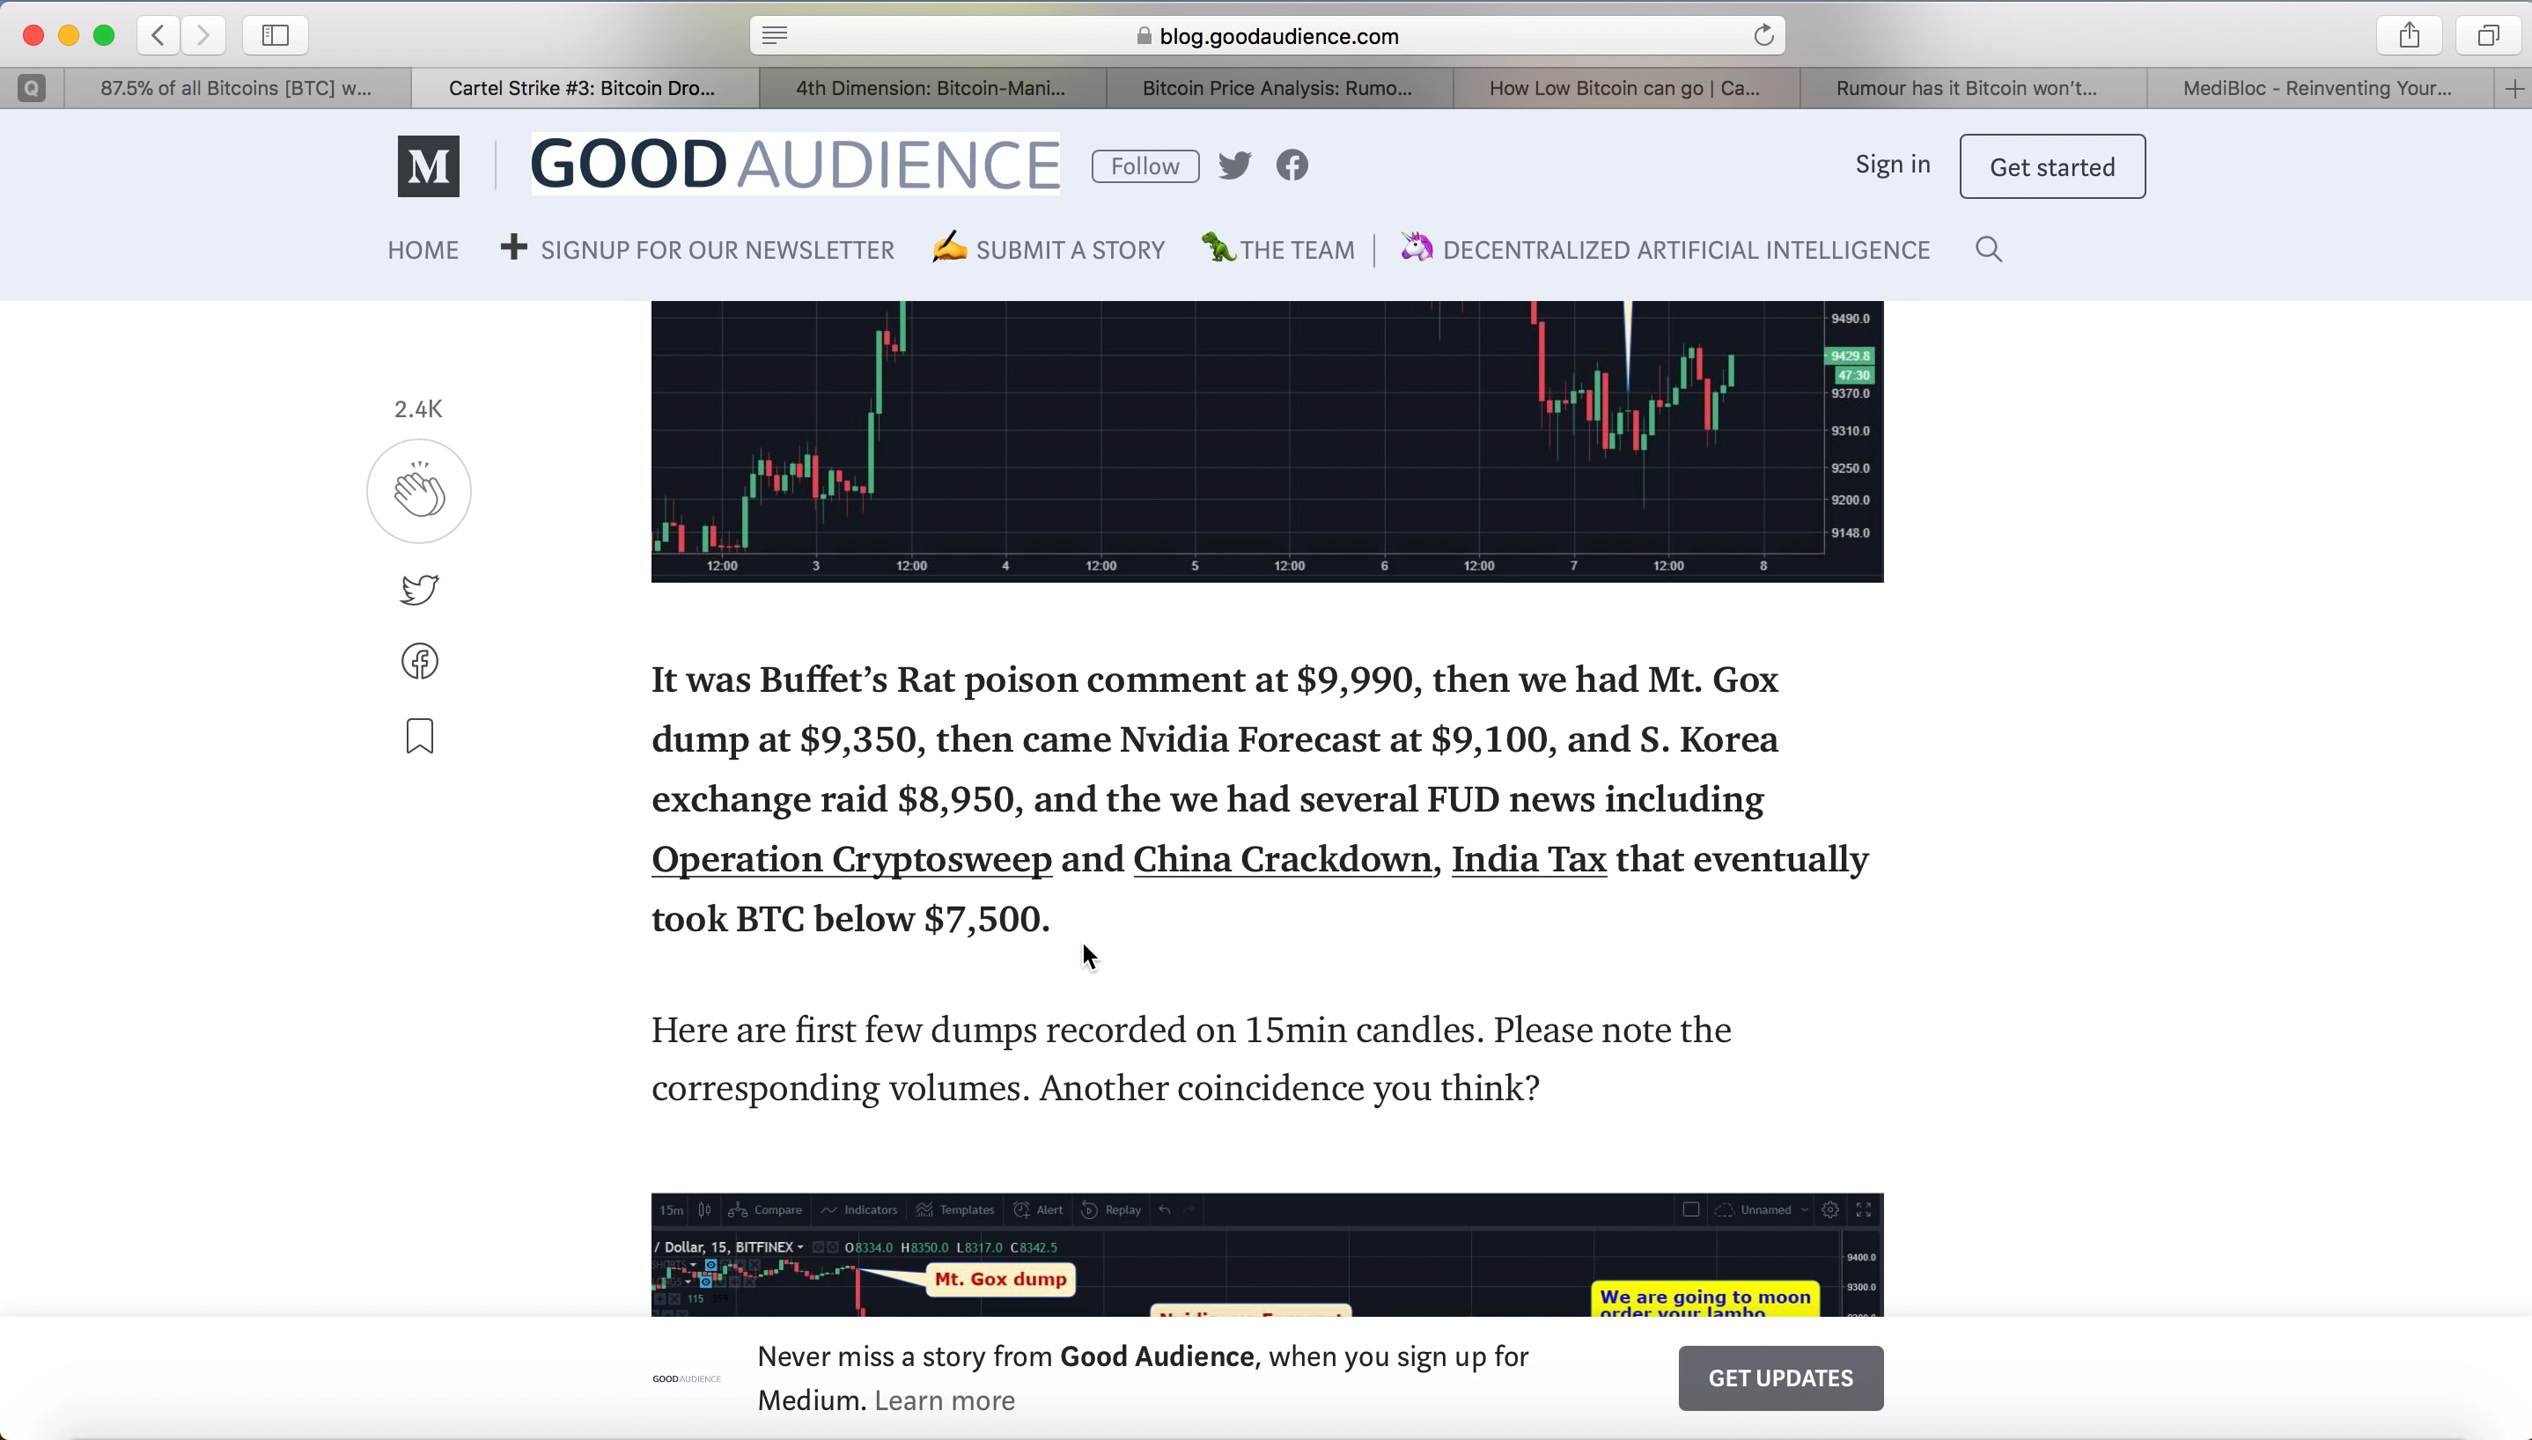 blog.goodaudience.com
Q
87.5% of all Bitcoins [BTC] w...
Cartel Strike #3: Bitcoin Dro...
4th Dimension: Bitcoin-Mani...
Bitcoin Price Analysis: Rumo...
How Low Bitcoin can go | Ca...
Rumour has it Bitcoin won't...
MediBloc - Reinventing Your...
M
GOODAUDIENCE
Follow
Sign in
Get started
HOME
SIGNUP FOR OUR NEWSLETTER
SUBMIT A STORY
THE TEAM
DECENTRALIZED ARTIFICIAL INTELLIGENCE
2.4K
9490.0
9429.8
47:30
9370.0
9310.0
9250.0
9200.0
9148.0
12:00 3 12:00 4 12:00 5 12:00 6 12:00 7 12:00 8
It was Buffet’s Rat poison comment at $9,990, then we had Mt. Gox
dump at $9,350, then came Nvidia Forecast at $9,100, and S. Korea
exchange raid $8,950, and the we had several FUD news including
Operation Cryptosweep and China Crackdown, India Tax that eventually
took BTC below $7,500.
Here are first few dumps recorded on 15min candles. Please note the
corresponding volumes. Another coincidence you think?
15m Compare Indicators Templates Alert Replay Unnamed
/ Dollar, 15, BITFINEX O8334.0 H8350.0 L8317.0 C8342.5
9400.0
Mt. Gox dump
9300.0
115
We are going to moon
order your lambo
Never miss a story from Good Audience, when you sign up for
Medium. Learn more
GOODAUDIENCE
GET UPDATES